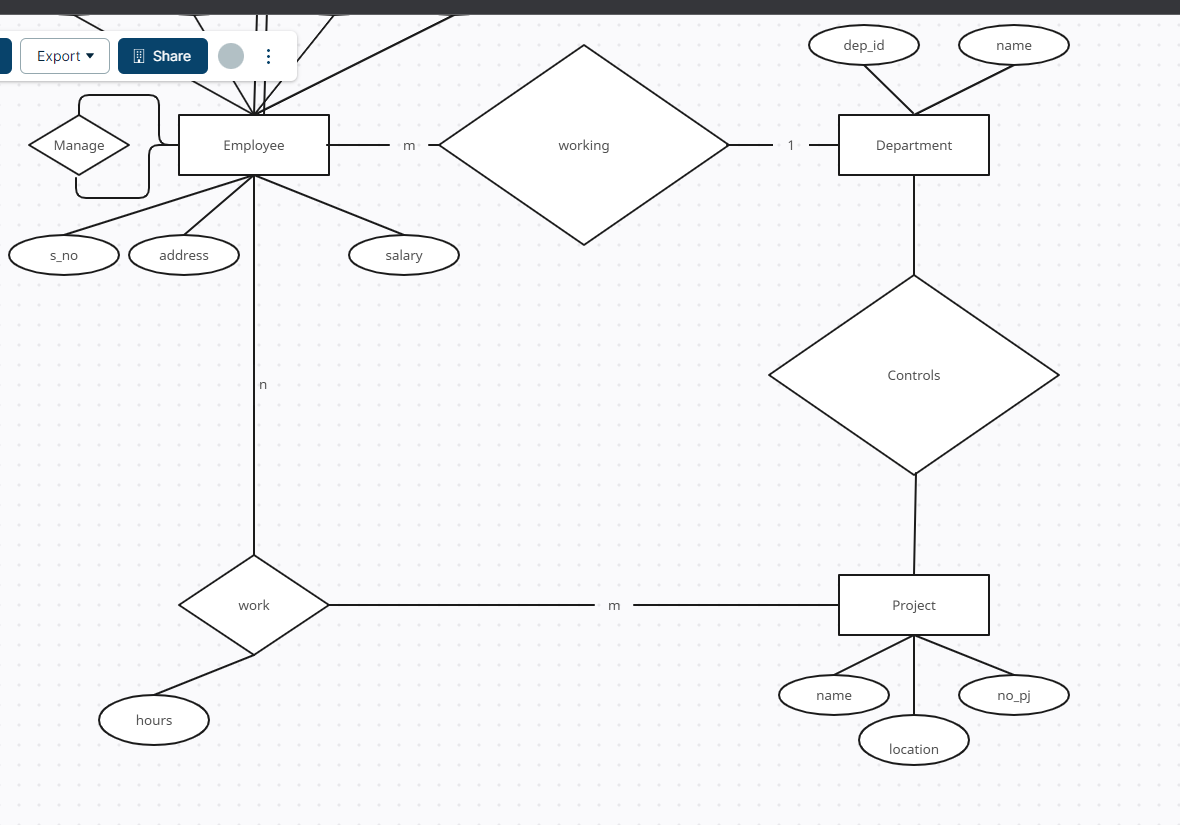 dep_id
name
Export
Share
Manage
Employee
m
working
1
Department
s_no
address
salary
Controls
n
work
m
Project
name
no_pj
hours
location